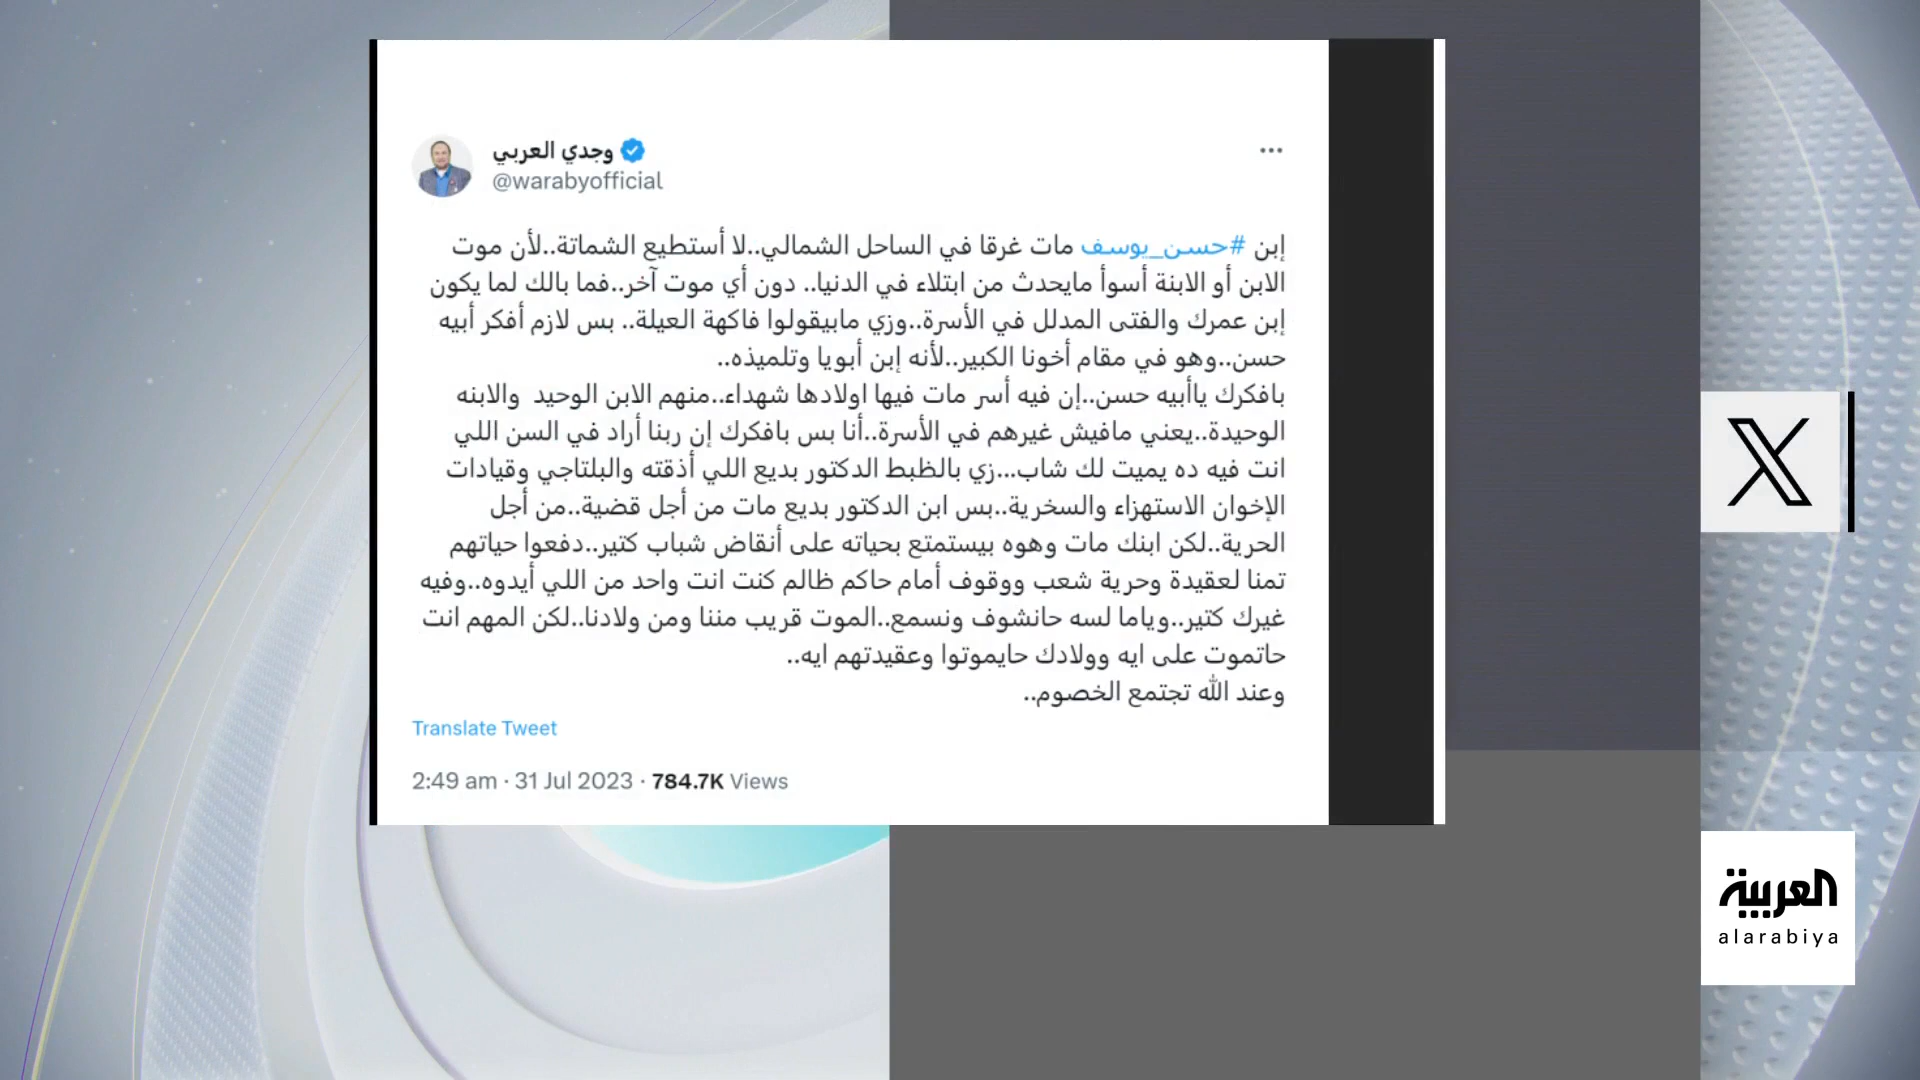 وجدي العربي
@warabyofficial
إبن #حسن_يوسف مات غرقا في الساحل الشمالي..لا أستطيع الشماتة..لأن موت
الابن أو الابنة أسوأ مايحدث من ابتلاء في الدنيا.. دون أي موت آخر..فما بالك لما يكون
إبن عمرك والفتى المدلل في الأسرة..وزي مابيقولوا فاكهة العيلة.. بس لازم أفكر أبيه
حسن..وهو في مقام أخونا الكبير..لأنه إبن أبويا وتلميذه..
بافكرك ياأبيه حسن..إن فيه أسر مات فيها اولادها شهداء..منهم الابن الوحيد والابنه
الوحيدة..يعني مافيش غيرهم في الأسرة..أنا بس بافكرك إن ربنا أراد في السن اللي
انت فيه ده يميت لك شاب...زي بالظبط الدكتور بديع اللي أذقته والبلتاجي وقيادات
الإخوان الاستهزاء والسخرية..بس ابن الدكتور بديع مات من أجل قضية..من أجل
الحرية..لكن ابنك مات وهوه بيستمتع بحياته على أنقاض شباب كتير..دفعوا حياتهم
تمنا لعقيدة وحرية شعب ووقوف أمام حاكم ظالم كنت انت واحد من اللي أيدوه..وفيه
غيرك كتير..وياما لسه حانشوف ونسمع..الموت قريب مننا ومن ولادنا..لكن المهم انت
حاتموت على ايه وولادك حايموتوا وعقيدتهم ايه..
وعند الله تجتمع الخصوم..
Translate Tweet
2:49 am · 31 Jul 2023 · 784.7K Views
العربية
alarabiya